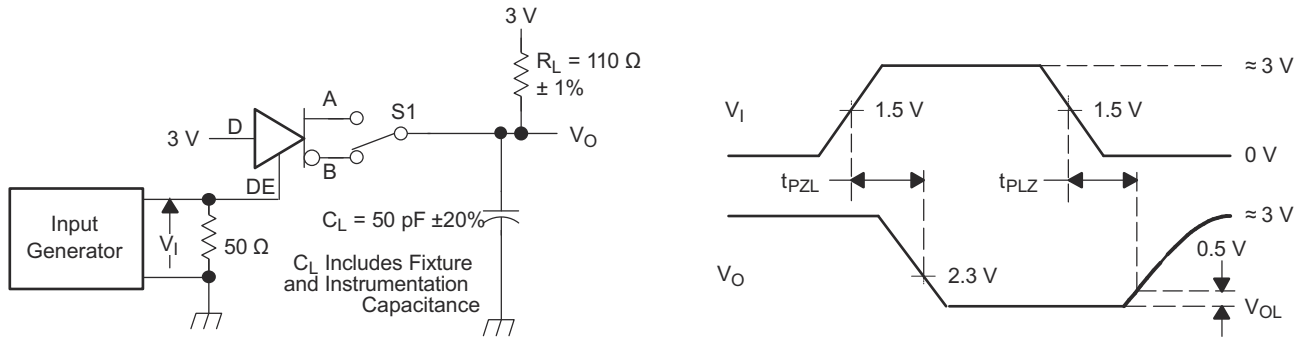 3 V
R_L = 110 Ω
± 1%
A
S1
D
3 V
V_O
B
DE
Input
Generator
V_I
50 Ω
C_L = 50 pF ±20%
C_L Includes Fixture
and Instrumentation
Capacitance
≈ 3 V
V_I
1.5 V
1.5 V
0 V
t_PZL
t_PLZ
≈ 3 V
0.5 V
V_O
2.3 V
V_OL